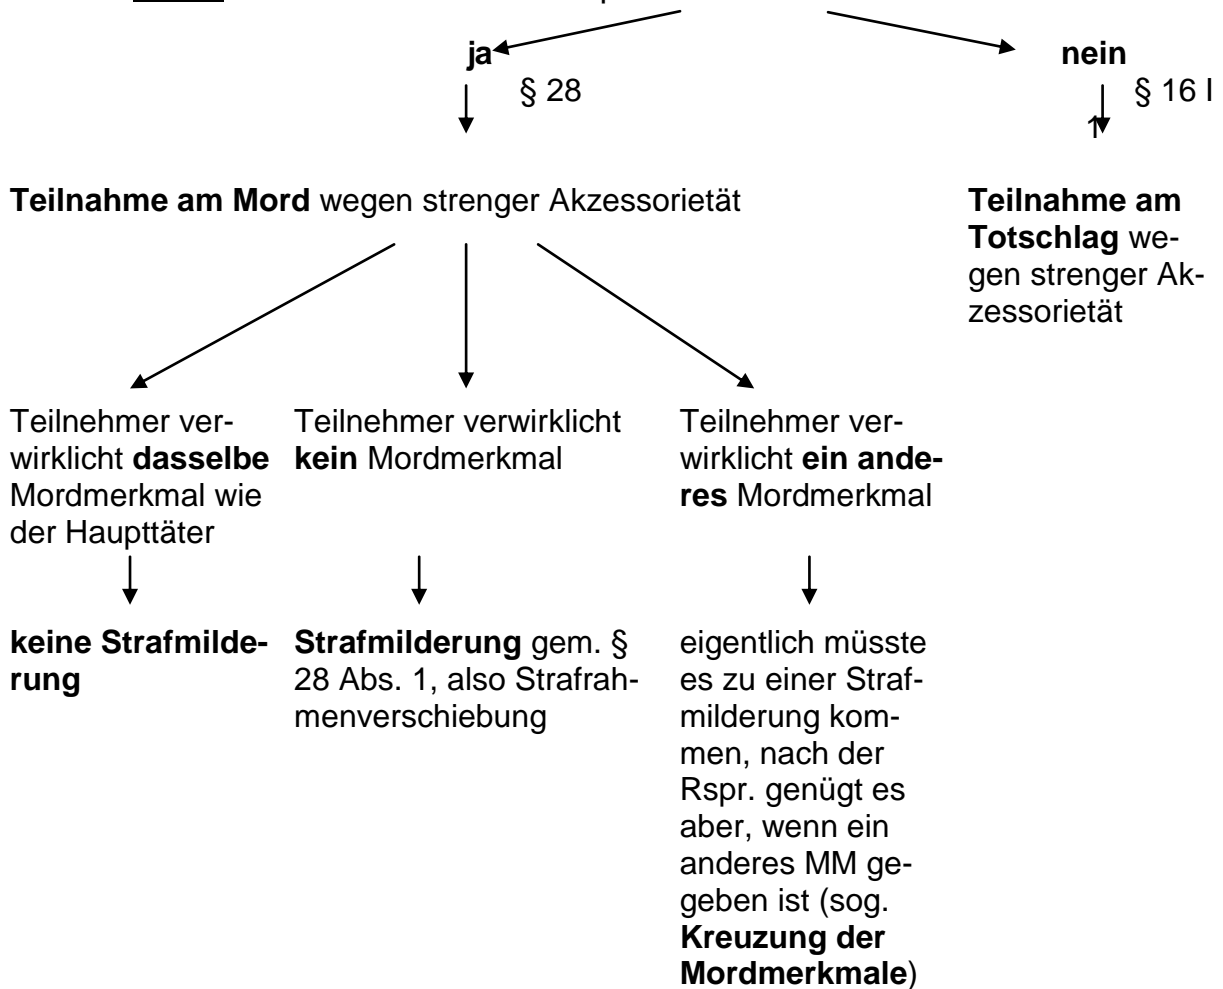 ja
nein
§ 28
§ 16 I
1
Teilnahme am Mord wegen strenger Akzessorietät
Teilnahme am
Totschlag we-
gen strenger Ak-
zessorietät
Teilnehmer ver-
wirklicht dasselbe
Mordmerkmal wie
der Haupttäter
Teilnehmer verwirklicht
kein Mordmerkmal
Teilnehmer ver-
wirklicht ein ande-
res Mordmerkmal
keine Strafmilde-
rung
Strafmilderung gem. §
28 Abs. 1, also Strafrah-
menverschiebung
eigentlich müsste
es zu einer Straf-
milderung kom-
men, nach der
Rspr. genügt es
aber, wenn ein
anderes MM ge-
geben ist (sog.
Kreuzung der
Mordmerkmale)